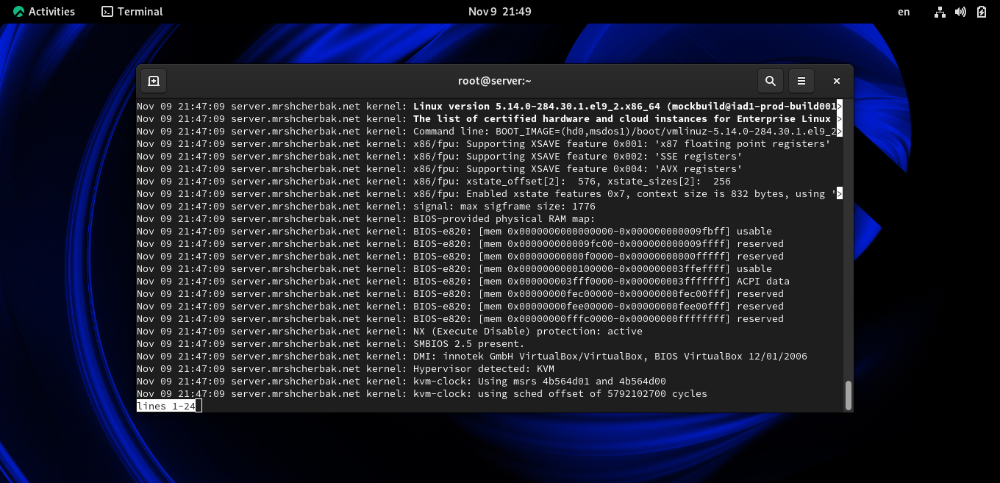 Activities Terminal Nov 9 21:49 en
root@server:~
Nov 09 21:47:09 server.mrshcherbak.net kernel: Linux version 5.14.0-284.30.1.el9_2.x86_64 (mockbuild@iad1-prod-build001>
Nov 09 21:47:09 server.mrshcherbak.net kernel: The list of certified hardware and cloud instances for Enterprise Linux >
Nov 09 21:47:09 server.mrshcherbak.net kernel: Command line: BOOT_IMAGE=(hd0,msdos1)/boot/vmlinuz-5.14.0-284.30.1.el9_2>
Nov 09 21:47:09 server.mrshcherbak.net kernel: x86/fpu: Supporting XSAVE feature 0x001: 'x87 floating point registers'
Nov 09 21:47:09 server.mrshcherbak.net kernel: x86/fpu: Supporting XSAVE feature 0x002: 'SSE registers'
Nov 09 21:47:09 server.mrshcherbak.net kernel: x86/fpu: Supporting XSAVE feature 0x004: 'AVX registers'
Nov 09 21:47:09 server.mrshcherbak.net kernel: x86/fpu: xstate_offset[2]:  576, xstate_sizes[2]:  256
Nov 09 21:47:09 server.mrshcherbak.net kernel: x86/fpu: Enabled xstate features 0x7, context size is 832 bytes, using '>
Nov 09 21:47:09 server.mrshcherbak.net kernel: signal: max sigframe size: 1776
Nov 09 21:47:09 server.mrshcherbak.net kernel: BIOS-provided physical RAM map:
Nov 09 21:47:09 server.mrshcherbak.net kernel: BIOS-e820: [mem 0x0000000000000000-0x000000000009fbff] usable
Nov 09 21:47:09 server.mrshcherbak.net kernel: BIOS-e820: [mem 0x000000000009fc00-0x000000000009ffff] reserved
Nov 09 21:47:09 server.mrshcherbak.net kernel: BIOS-e820: [mem 0x00000000000f0000-0x00000000000fffff] reserved
Nov 09 21:47:09 server.mrshcherbak.net kernel: BIOS-e820: [mem 0x0000000000100000-0x000000003ffeffff] usable
Nov 09 21:47:09 server.mrshcherbak.net kernel: BIOS-e820: [mem 0x000000003fff0000-0x000000003fffffff] ACPI data
Nov 09 21:47:09 server.mrshcherbak.net kernel: BIOS-e820: [mem 0x00000000fec00000-0x00000000fec00fff] reserved
Nov 09 21:47:09 server.mrshcherbak.net kernel: BIOS-e820: [mem 0x00000000fee00000-0x00000000fee00fff] reserved
Nov 09 21:47:09 server.mrshcherbak.net kernel: BIOS-e820: [mem 0x00000000fffc0000-0x00000000ffffffff] reserved
Nov 09 21:47:09 server.mrshcherbak.net kernel: NX (Execute Disable) protection: active
Nov 09 21:47:09 server.mrshcherbak.net kernel: SMBIOS 2.5 present.
Nov 09 21:47:09 server.mrshcherbak.net kernel: DMI: innotek GmbH VirtualBox/VirtualBox, BIOS VirtualBox 12/01/2006
Nov 09 21:47:09 server.mrshcherbak.net kernel: Hypervisor detected: KVM
Nov 09 21:47:09 server.mrshcherbak.net kernel: kvm-clock: Using msrs 4b564d01 and 4b564d00
Nov 09 21:47:09 server.mrshcherbak.net kernel: kvm-clock: using sched offset of 5792102700 cycles
lines 1-24